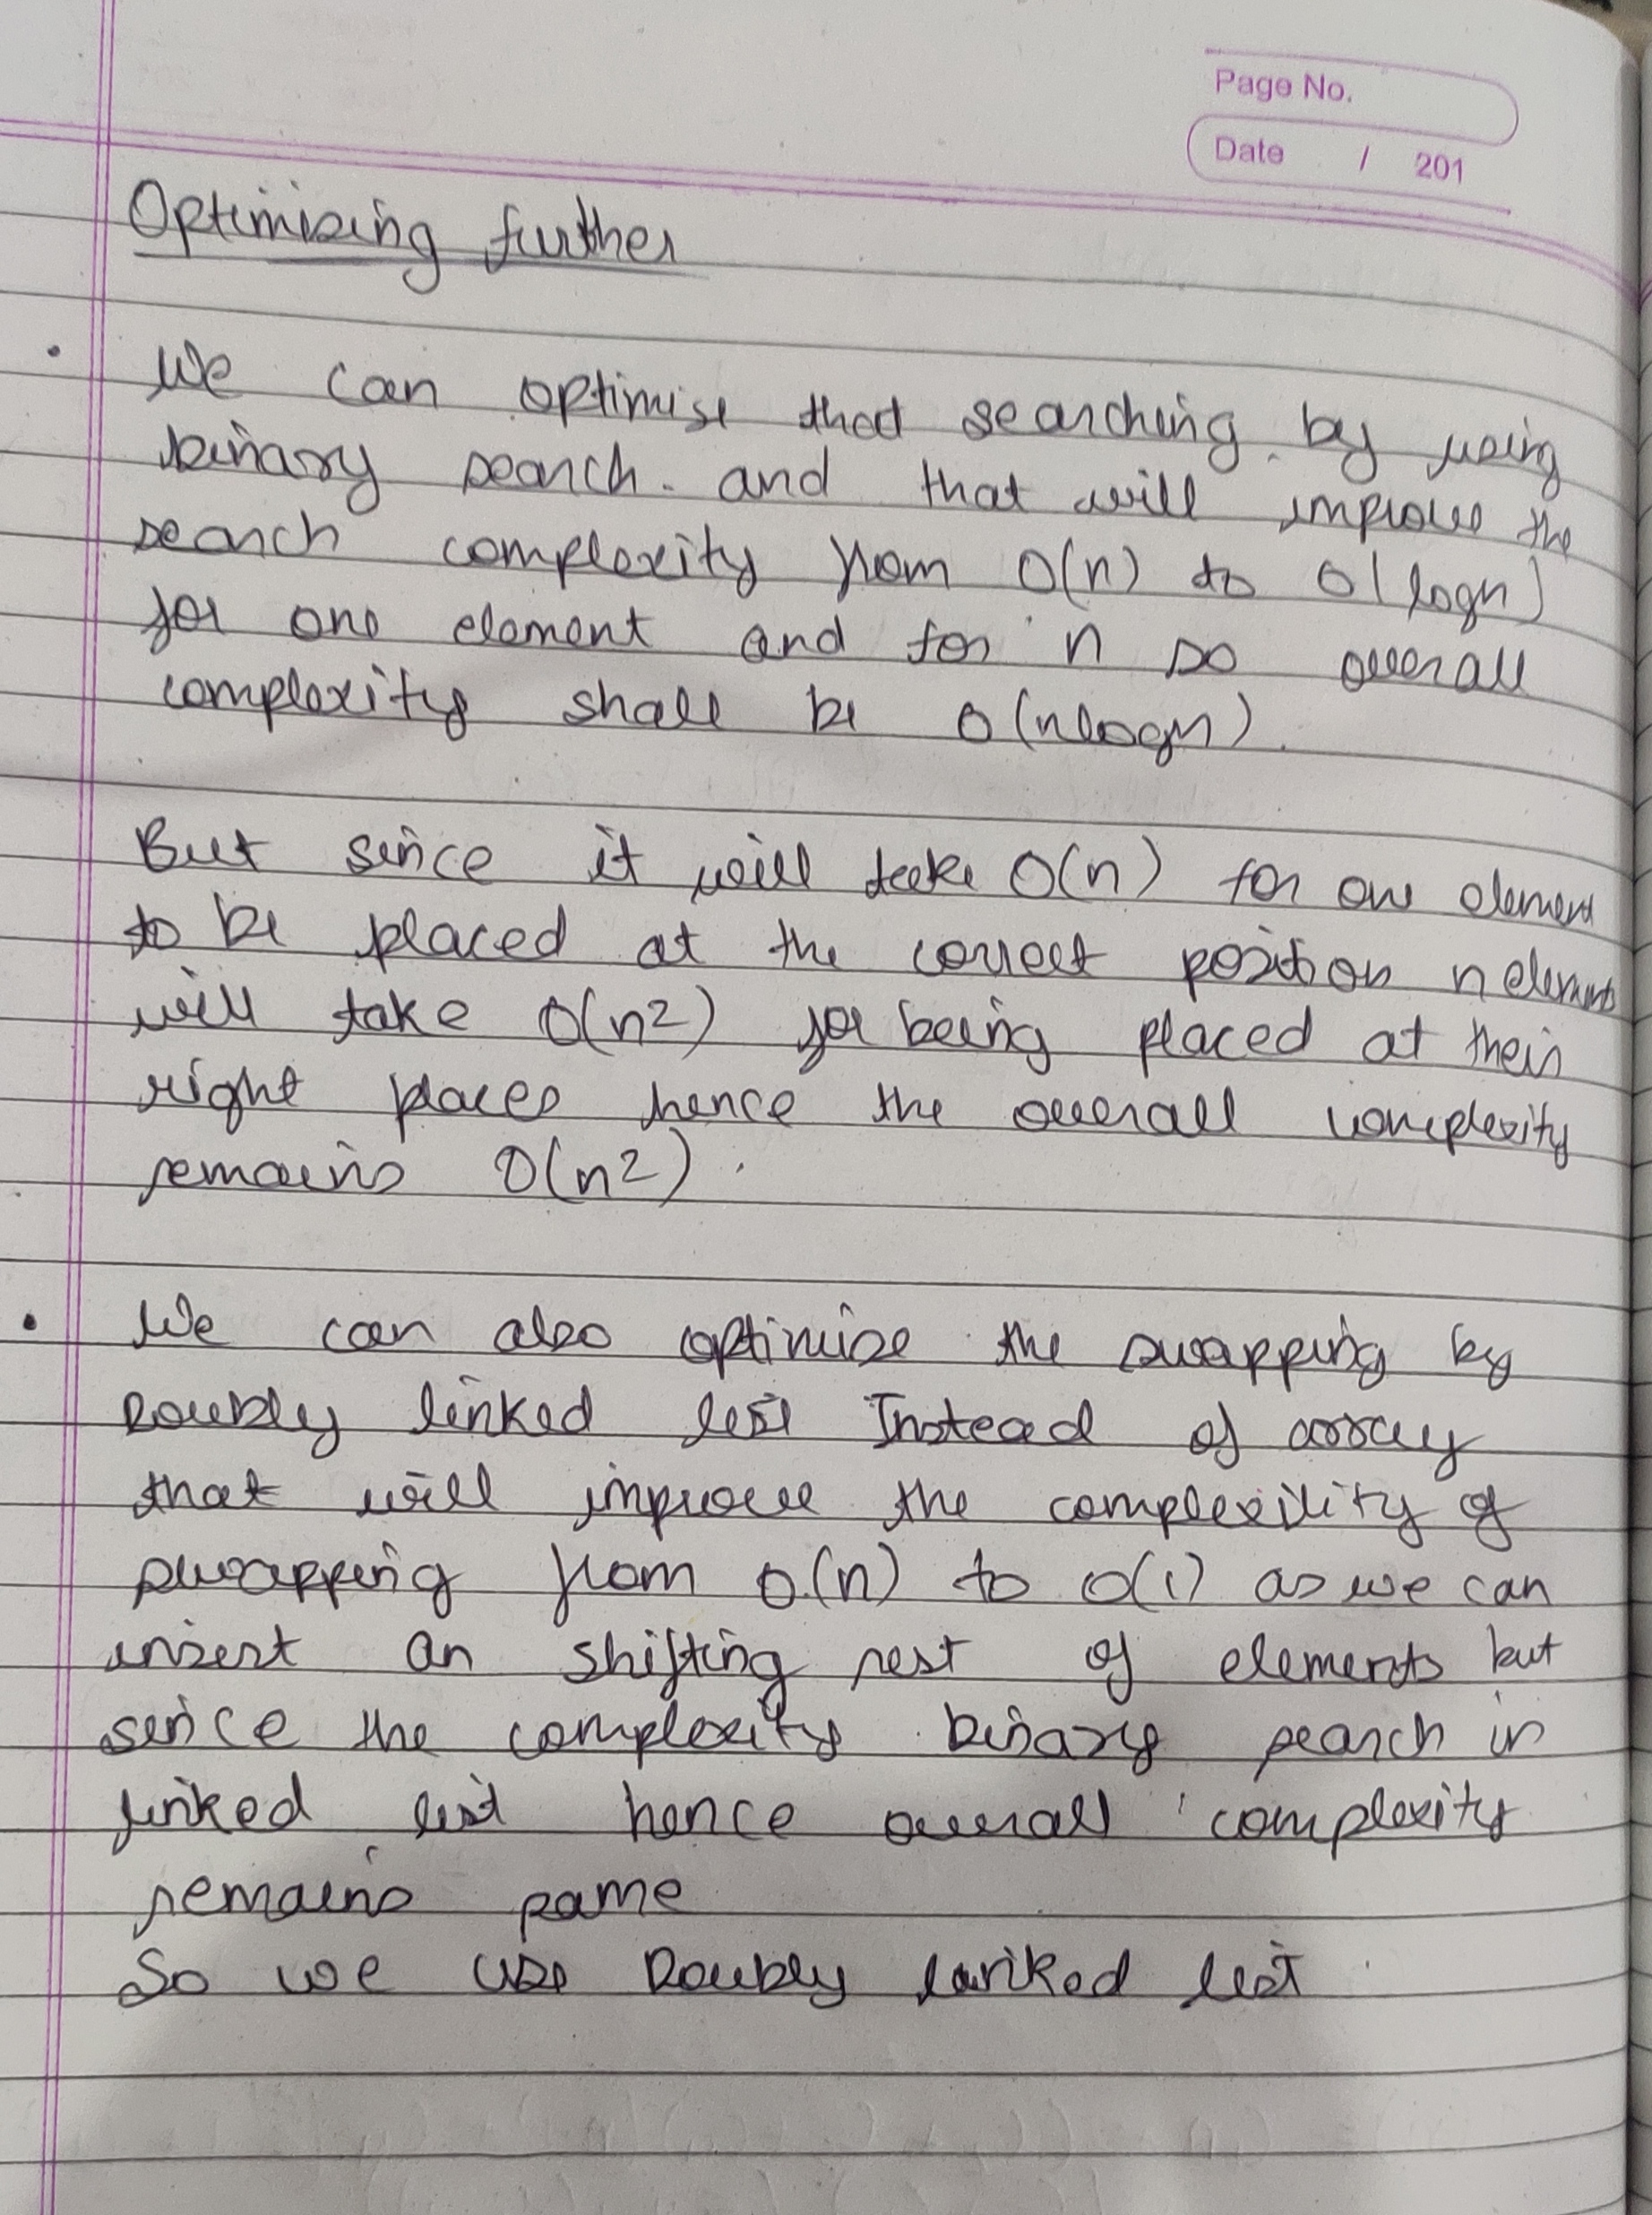 Page No.
Date / 201
Optimising further
• We can optimise that searching by using
binary search. and that will improve the
search complexity from O(n) to O(logn)
for one element and for n so overall
complexity shall be O(nlogn).
But since it will take O(n) for one element
to be placed at the correct position n elements
will take O(n2) for being placed at their
right places hence the overall complexity
remains O(n2).
• We can also optimise the swapping by
Doubly linked list Instead of array
that will improve the complexility of
swapping from O(n) to O(1) as we can
insert an shifting rest of elements but
since the complexity binary search in
linked list hence overall complexity
remains same
So we use Doubly linked list